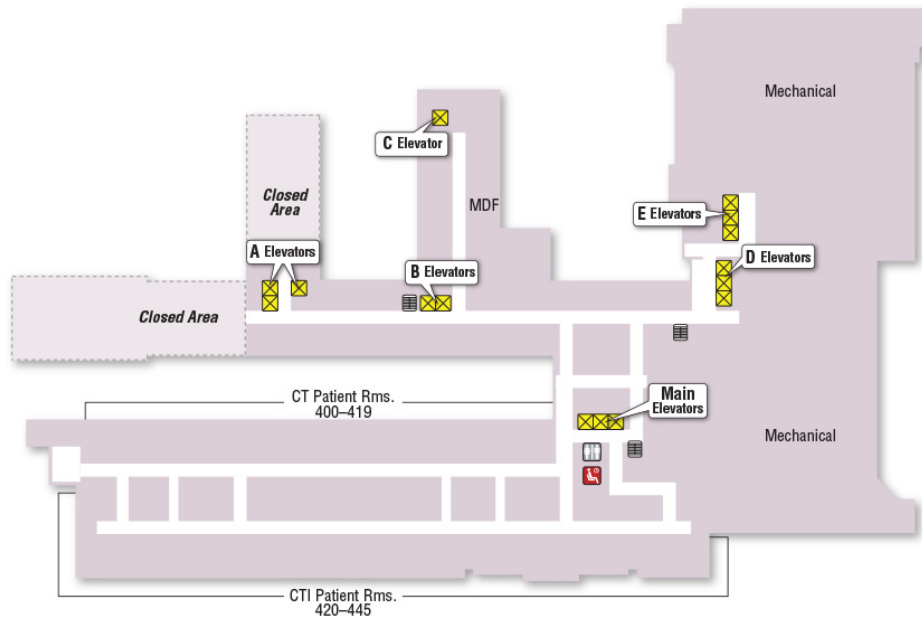 Mechanical
C Elevator
Closed
Area
MDF
E Elevators
A Elevators
B Elevators
D Elevators
Closed Area
Main
Elevators
CT Patient Rms.
400–419
Mechanical
CTI Patient Rms.
420–445